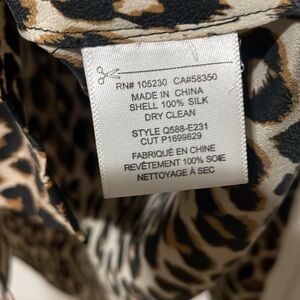 RN# 105230 CA#58350
MADE IN CHINA
SHELL 100% SILK
DRY CLEAN
STYLE Q588-E231
CUT P1699829
FABRIQUÉ EN CHINE
REVÊTEMENT 100% SOIE
NETTOYAGE À SEC